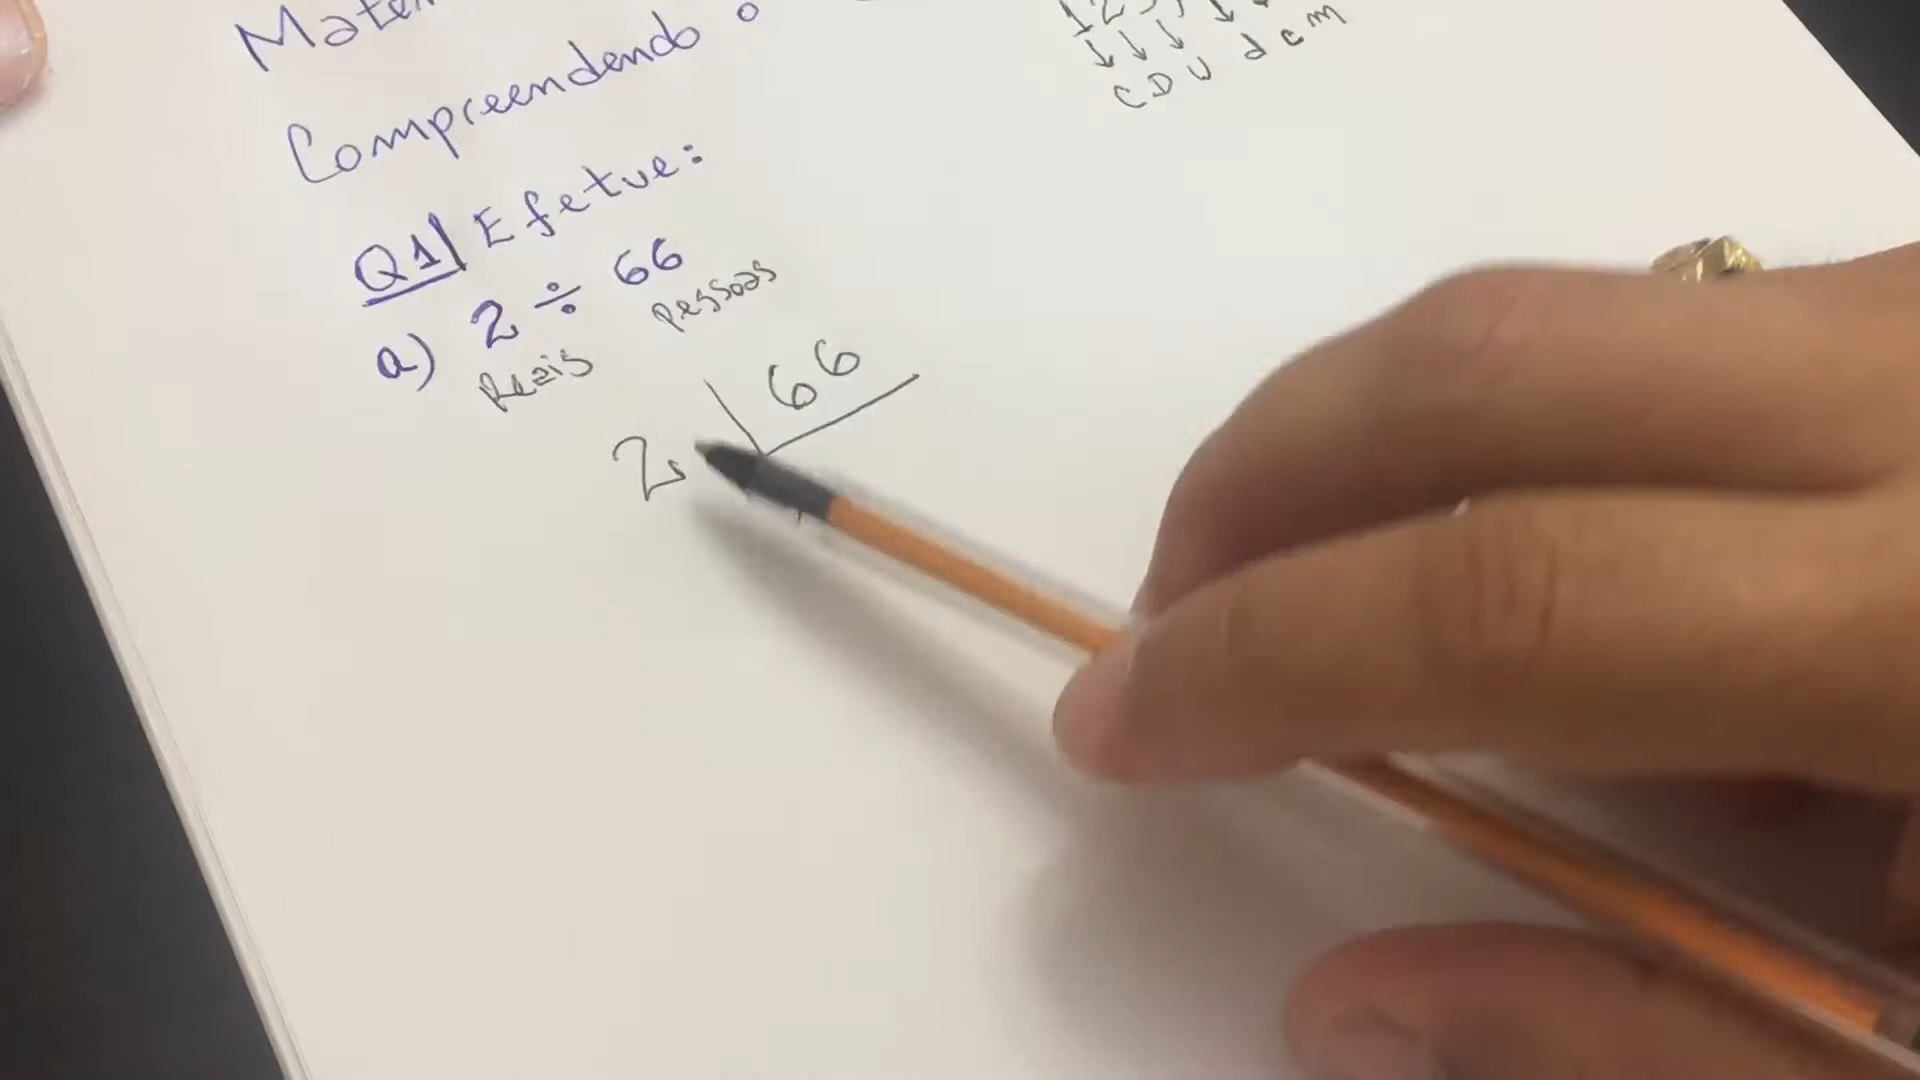 Compreendendo o
C D U d c m
Q1 Efetue:
a) 2 ÷ 66
Reais pessoas
2 66